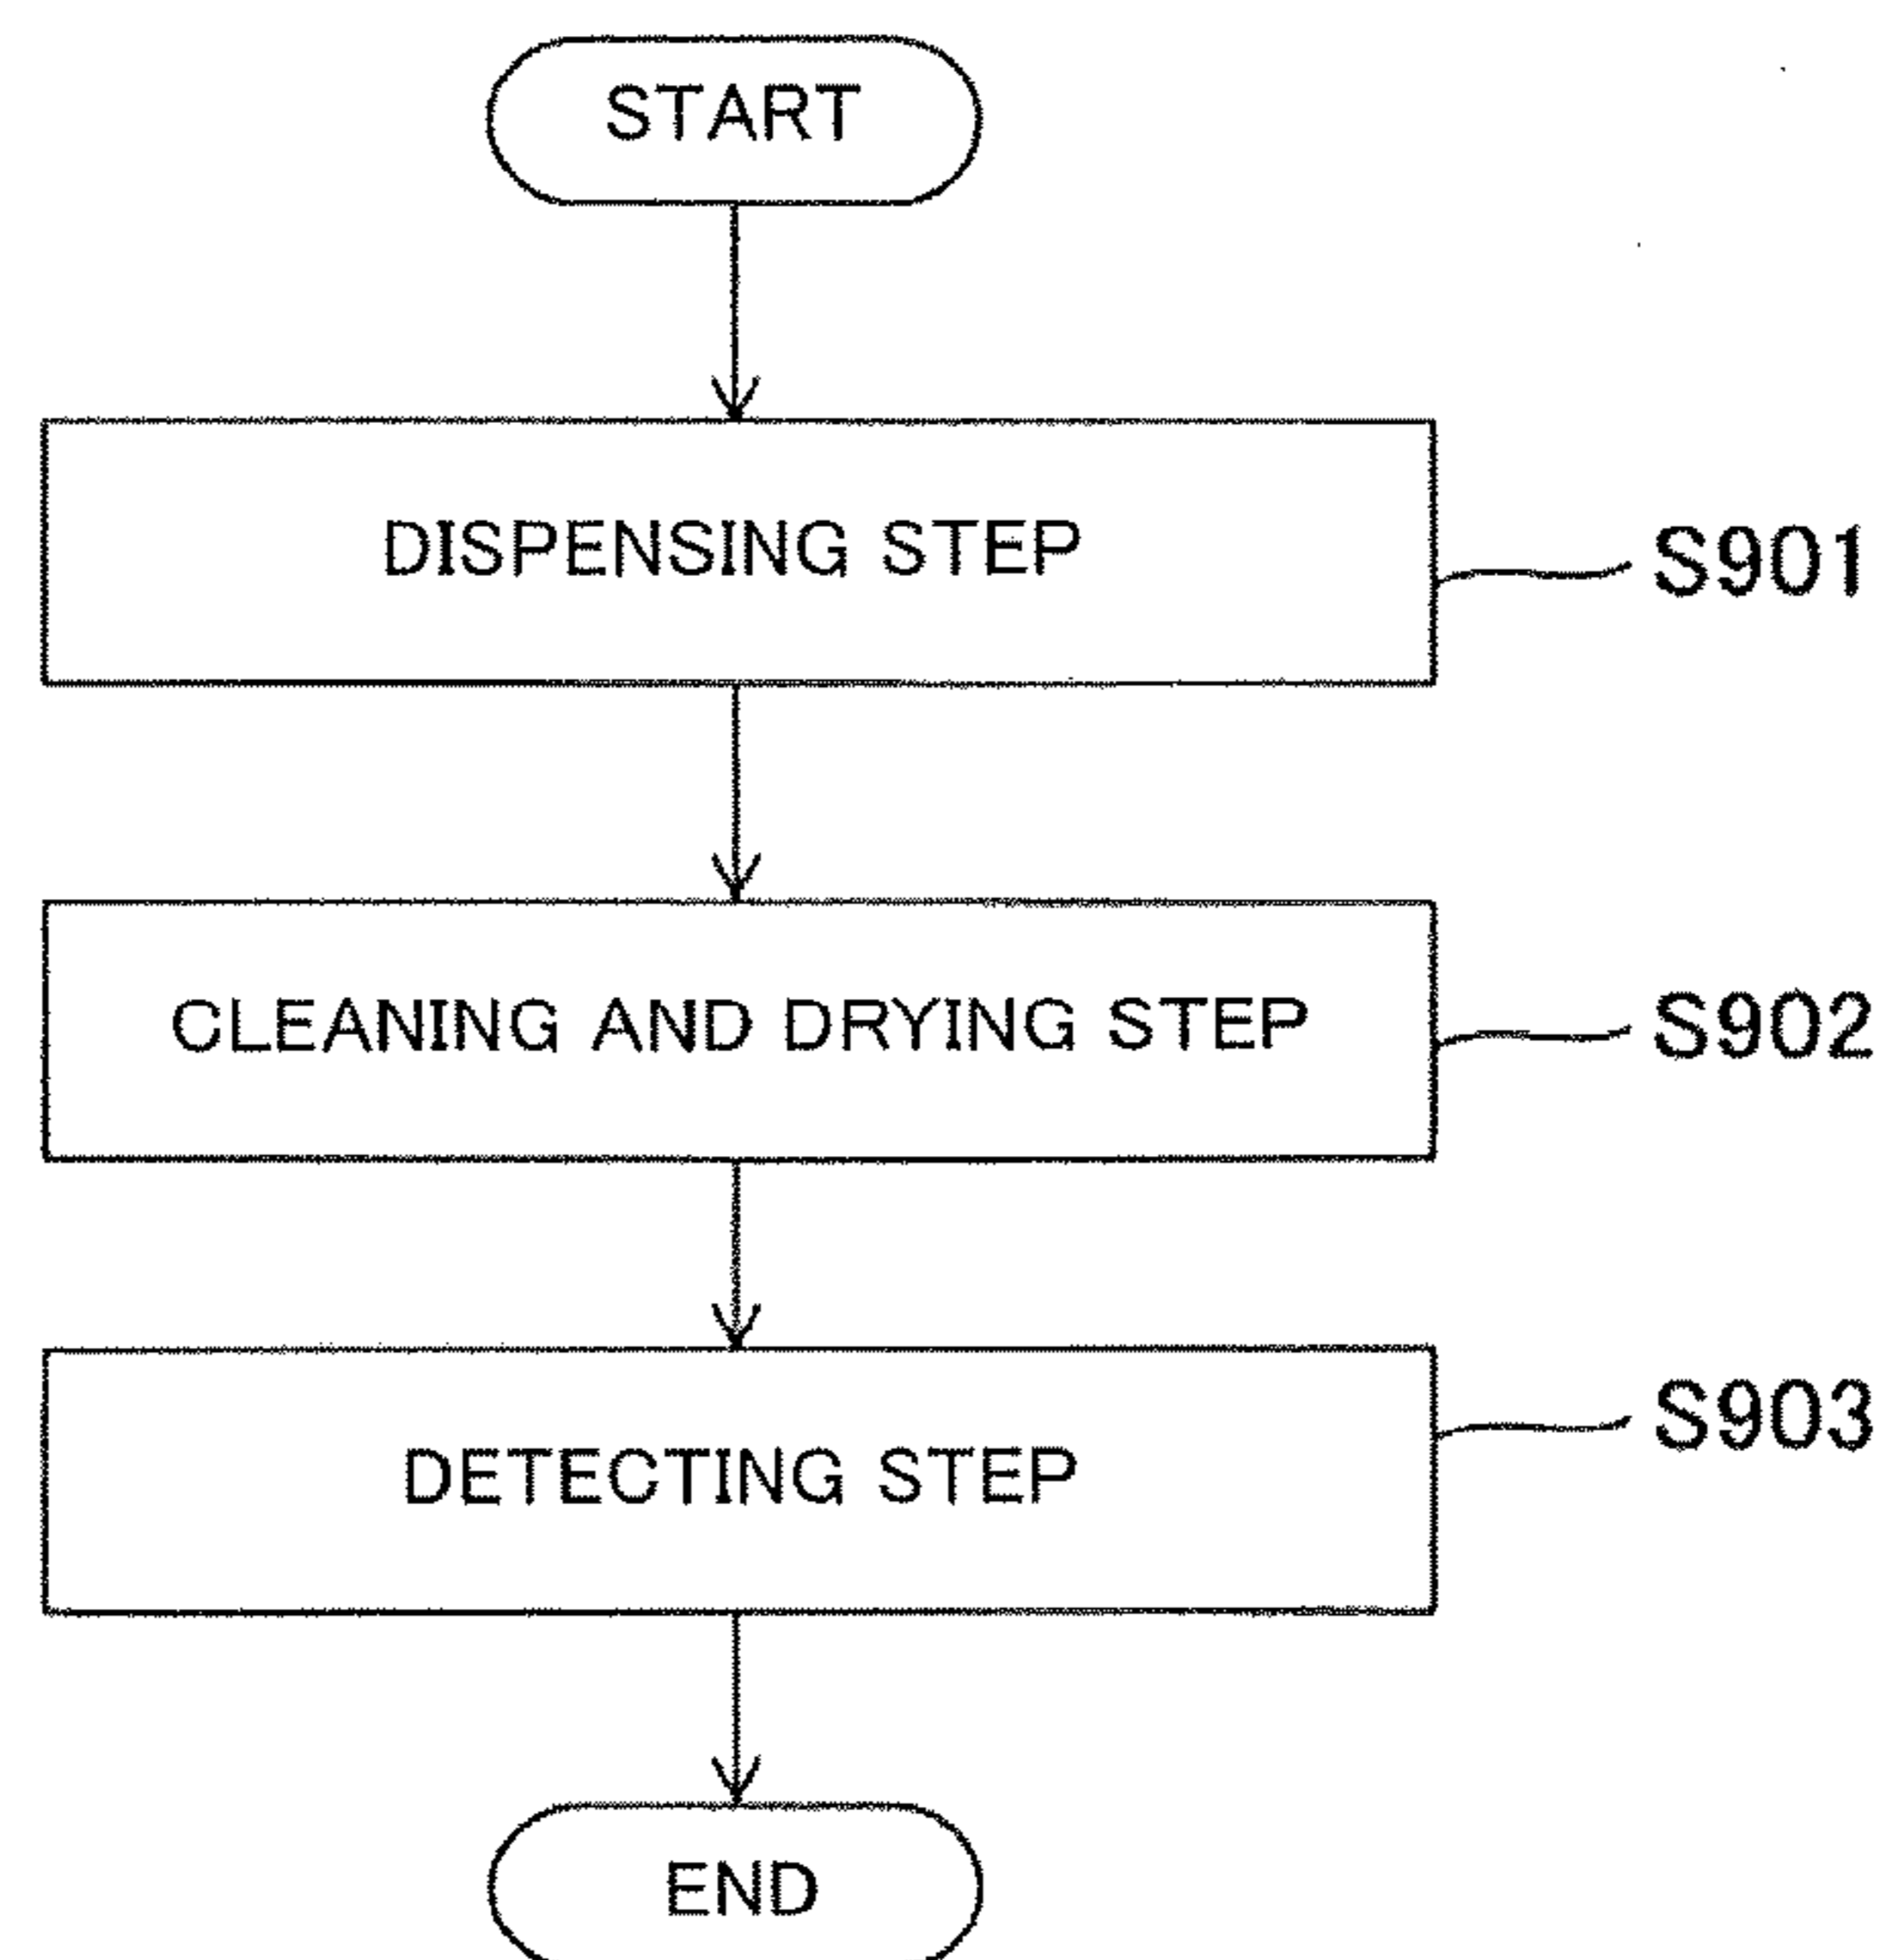 START
DISPENSING STEP
S901
CLEANING AND DRYING STEP
S902
DETECTING STEP
S903
END